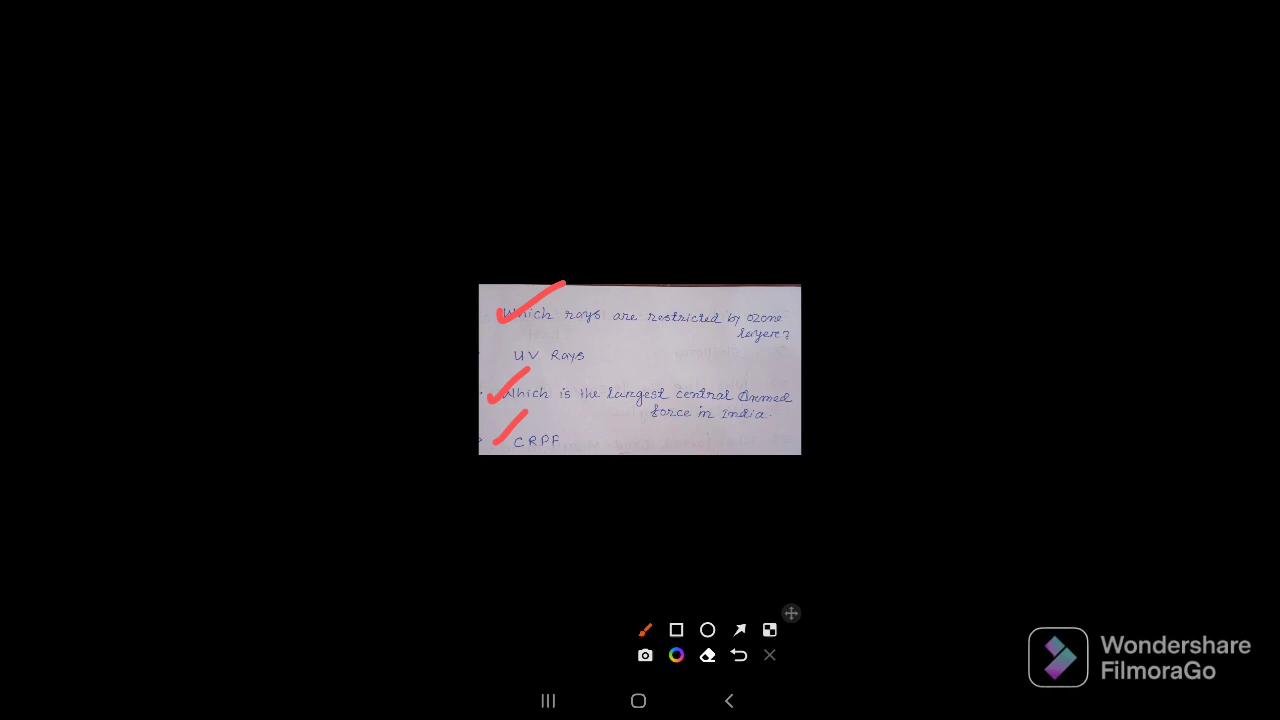 Which rays are restricted by ozone
layer?
UV Rays
Which is the largest central Armed
force in India.
CRPF
Wondershare
FilmoraGo